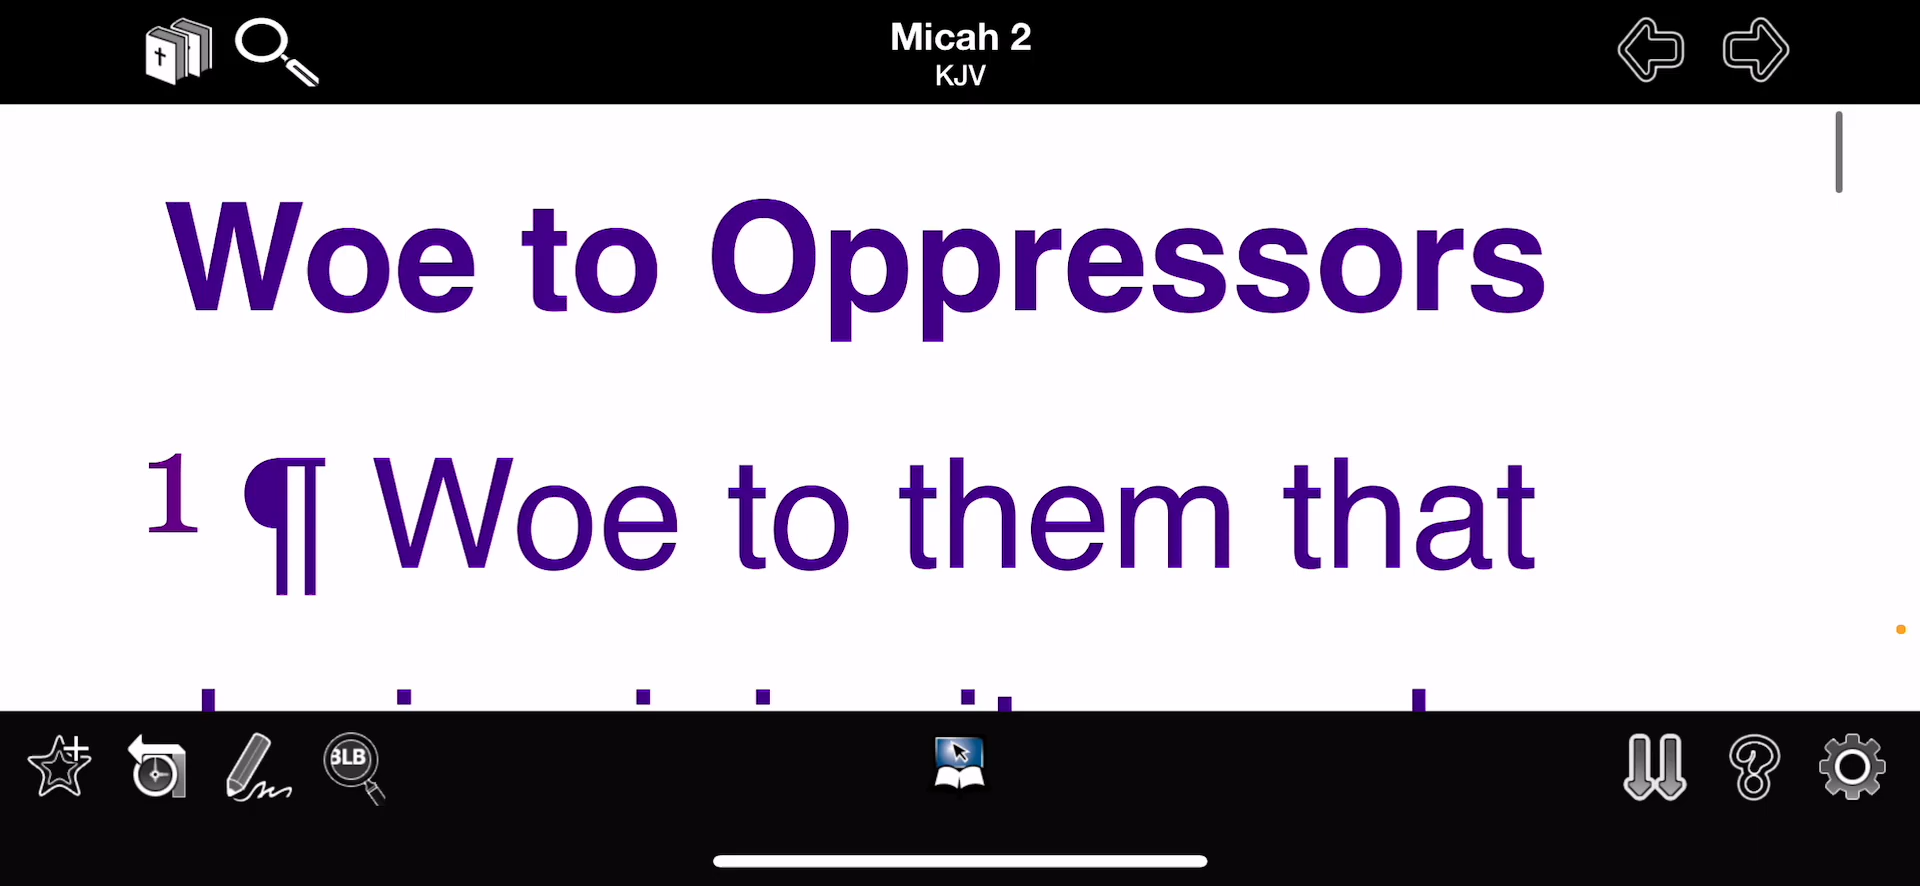 Micah 2
KJV
Woe to Oppressors
1 ¶ Woe to them that
BLB